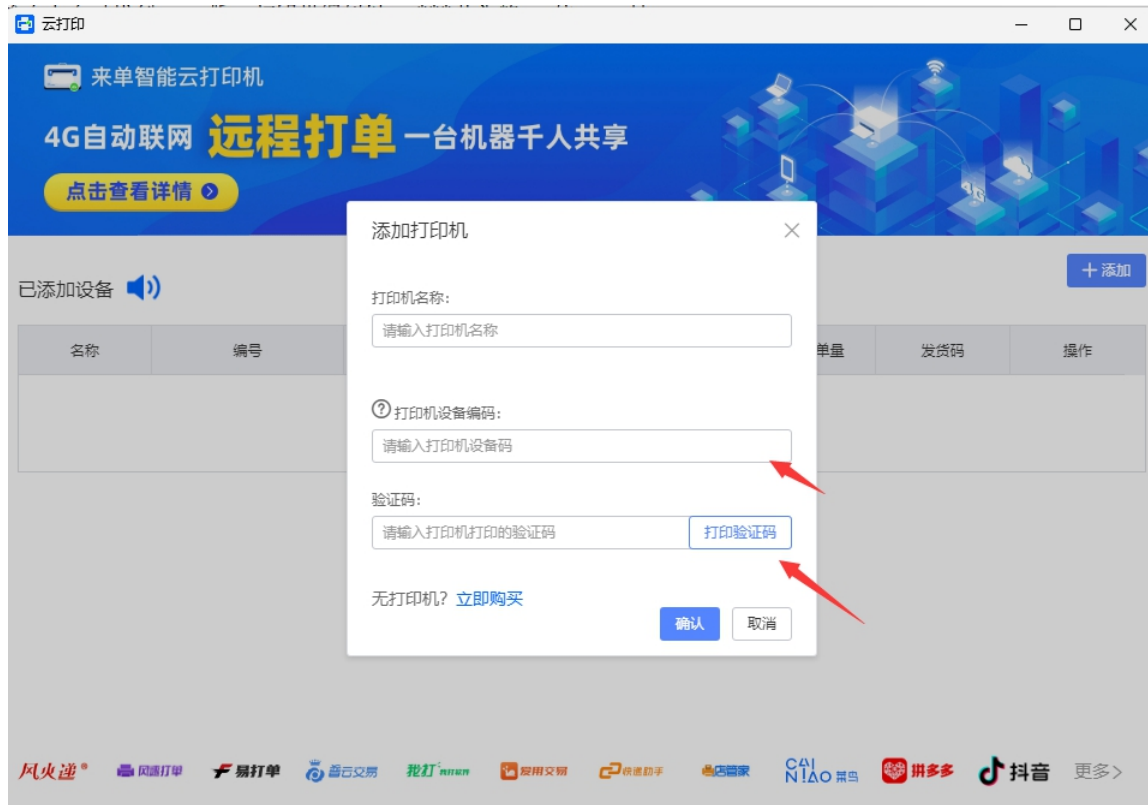 云打印
来单智能云打印机
4G自动联网 远程打单 一台机器千人共享
点击查看详情
4G
添加打印机
已添加设备
添加
打印机名称:
请输入打印机名称
名称 编号 单量 发货码 操作
打印机设备编码:
请输入打印机设备码
验证码:
请输入打印机打印的验证码 打印验证码
无打印机? 立即购买
确认 取消
风火递® 风速打单 易打单 普云交易 我打 爱用交易 快递助手 店管家 CAI NIAO 菜鸟 拼多多 抖音 更多>